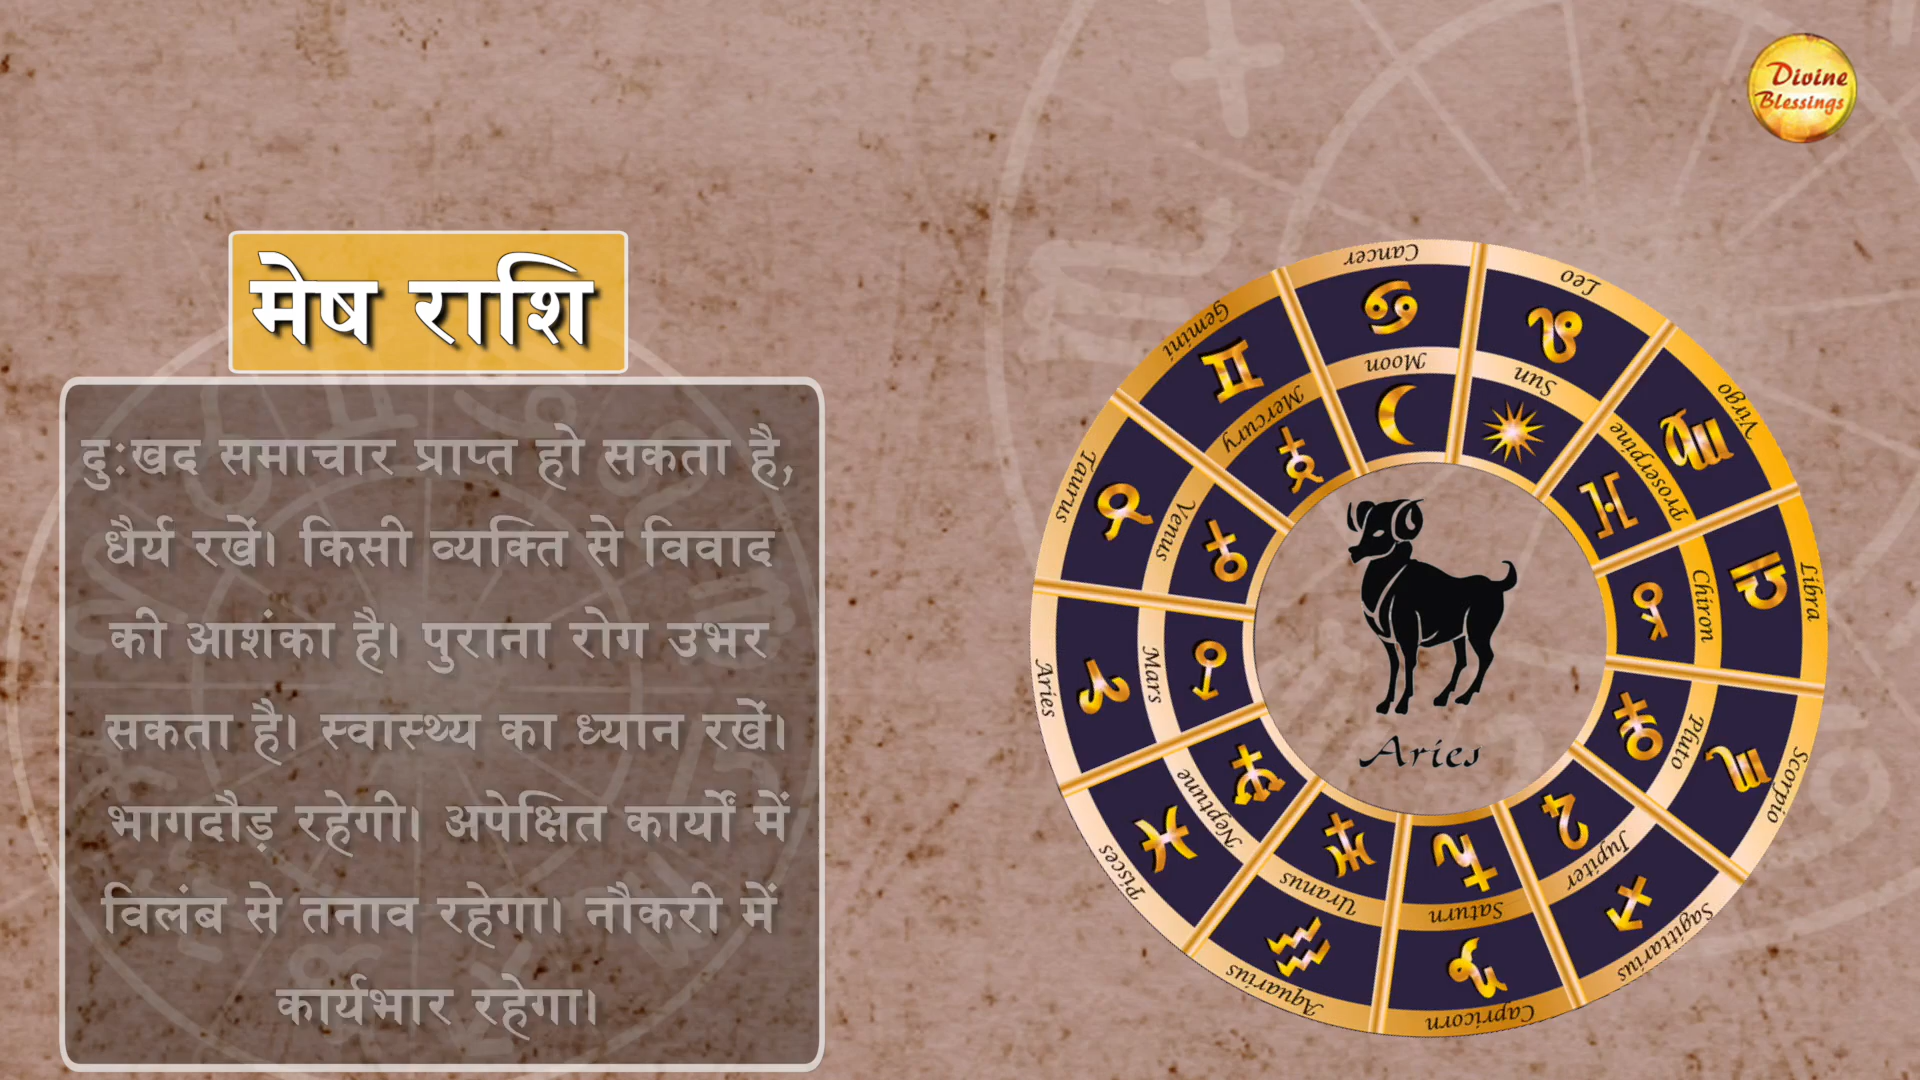 Divine
Blessings
मेष राशि
दुःखद समाचार प्राप्त हो सकता है,
धैर्य रखें। किसी व्यक्ति से विवाद
की आशंका है। पुराना रोग उभर
सकता है। स्वास्थ्य का ध्यान रखें।
भागदौड़ रहेगी। अपेक्षित कार्यों में
विलंब से तनाव रहेगा। नौकरी में
कार्यभार रहेगा।
Cancer
Leo
Virgo
Libra
Scorpio
Sagittarius
Capricorn
Aquarius
Pisces
Aries
Taurus
Gemini
Moon
Sun
Proserpine
Chiron
Pluto
Jupiter
Saturn
Uranus
Neptune
Mars
Venus
Mercury
Aries